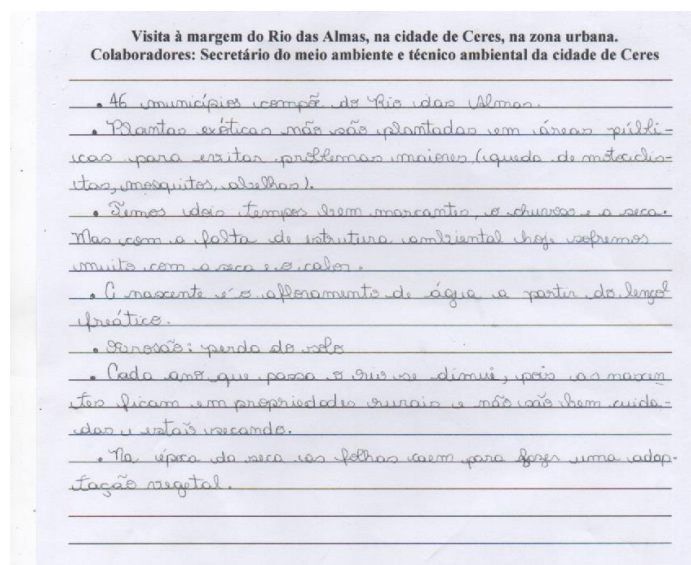 Visita à margem do Rio das Almas, na cidade de Ceres, na zona urbana.
Colaboradores: Secretário do meio ambiente e técnico ambiental da cidade de Ceres
• 46 municípios compõ do Rio das Almas.
• Plantas exóticas não são plantadas em áreas públi-
cas para evitar problemas maiores (queda de motociclis-
tas, mosquitos, abelhas).
• Temos dois tempos bem marcantes, o chuvoso e a seca.
Mas com a falta de estrutura ambiental hoje sofremos
muito com a seca e o calor.
• C nascente é o afloramento de água a partir do lençol
freático.
• Errosão: perda do solo
• Cada ano que passa o rio se dimui, pois as nascen-
tes ficam em propriedades rurais e não são bem cuida-
das e estais secando.
• Na época da seca as folhas caem para fazer uma adap-
tação vegetal.